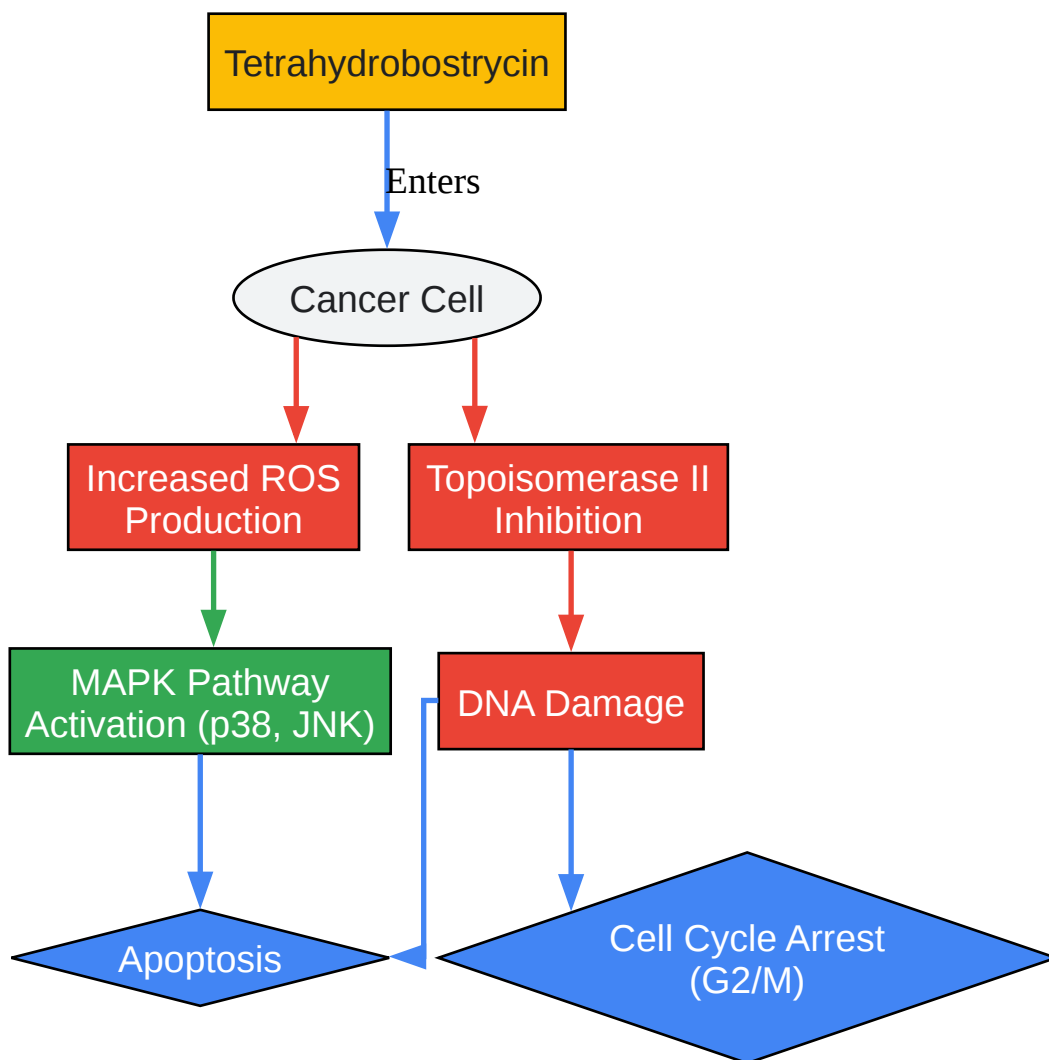 Tetrahydrobostrycin
Enters
Cancer Cell
Increased ROS
Production
Topoisomerase II
Inhibition
MAPK Pathway
Activation (p38, JNK)
DNA Damage
Apoptosis
Cell Cycle Arrest
(G2/M)